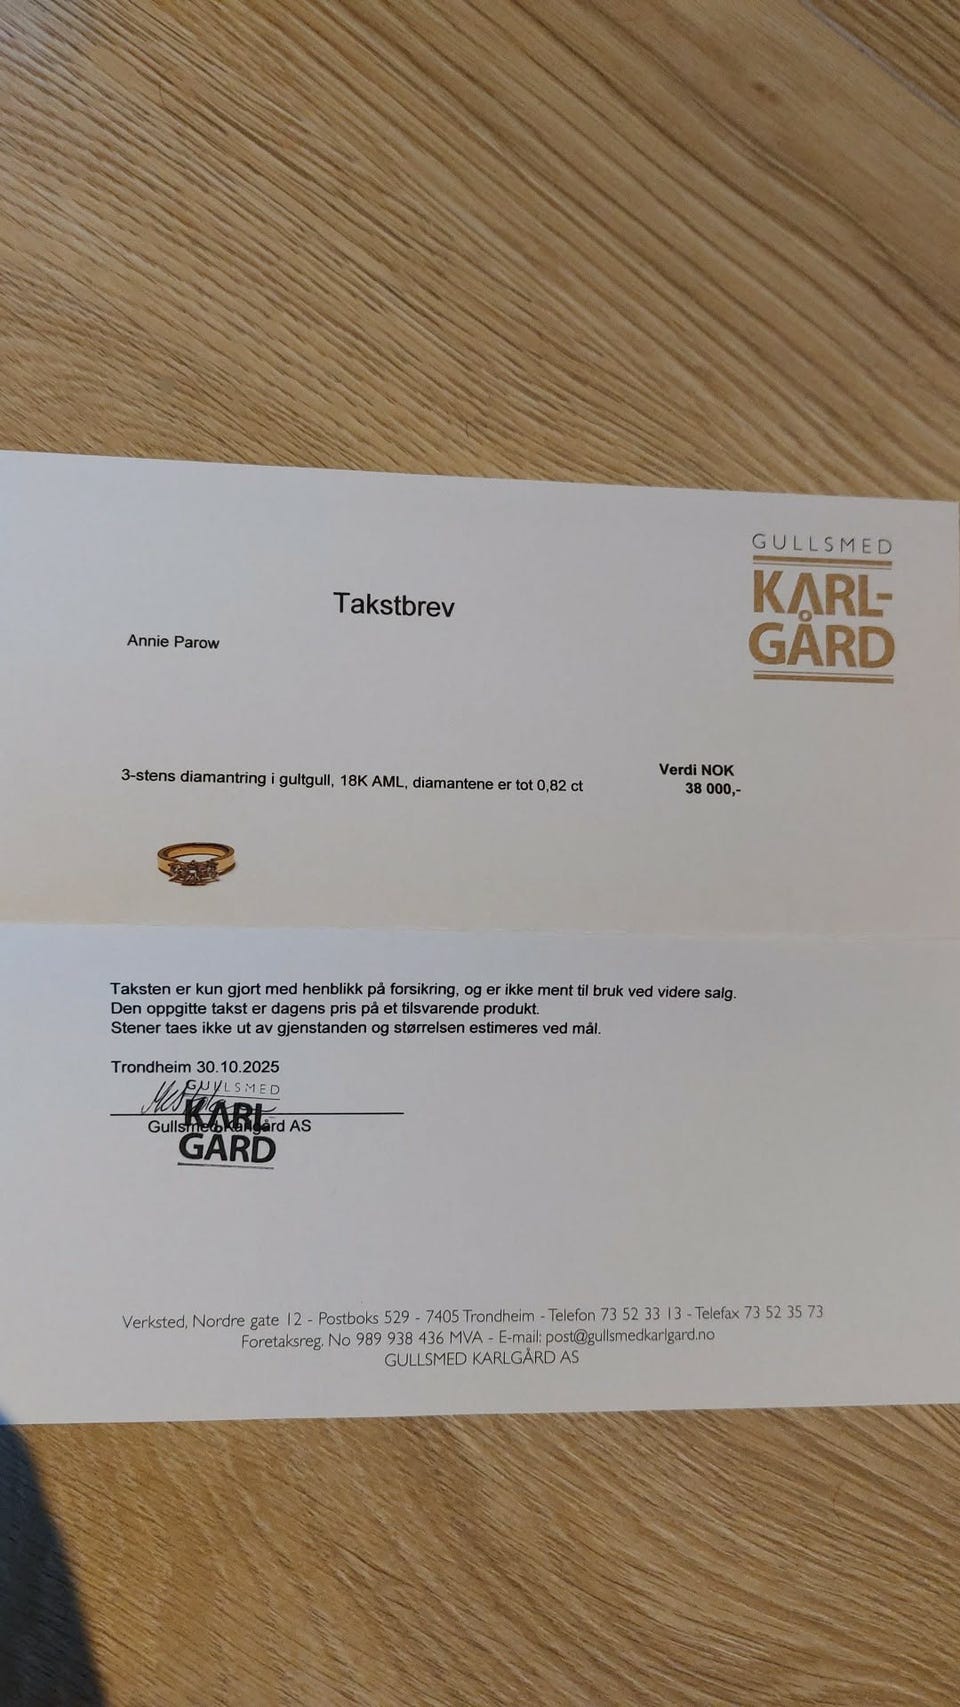 GULLSMED
KARL-
GÅRD
Takstbrev
Annie Parow
3-stens diamantring i gultgull, 18K AML, diamantene er tot 0,82 ct
Verdi NOK
38 000,-
Taksten er kun gjort med henblikk på forsikring, og er ikke ment til bruk ved videre salg.
Den oppgitte takst er dagens pris på et tilsvarende produkt.
Stener taes ikke ut av gjenstanden og størrelsen estimeres ved mål.
Trondheim 30.10.2025
GULLSMED
KARL-
GÅRD
Gullsmed Karlgård AS
Verksted, Nordre gate 12 - Postboks 529 - 7405 Trondheim - Telefon 73 52 33 13 - Telefax 73 52 35 73
Foretaksreg. No 989 938 436 MVA - E-mail: post@gullsmedkarlgard.no
GULLSMED KARLGÅRD AS